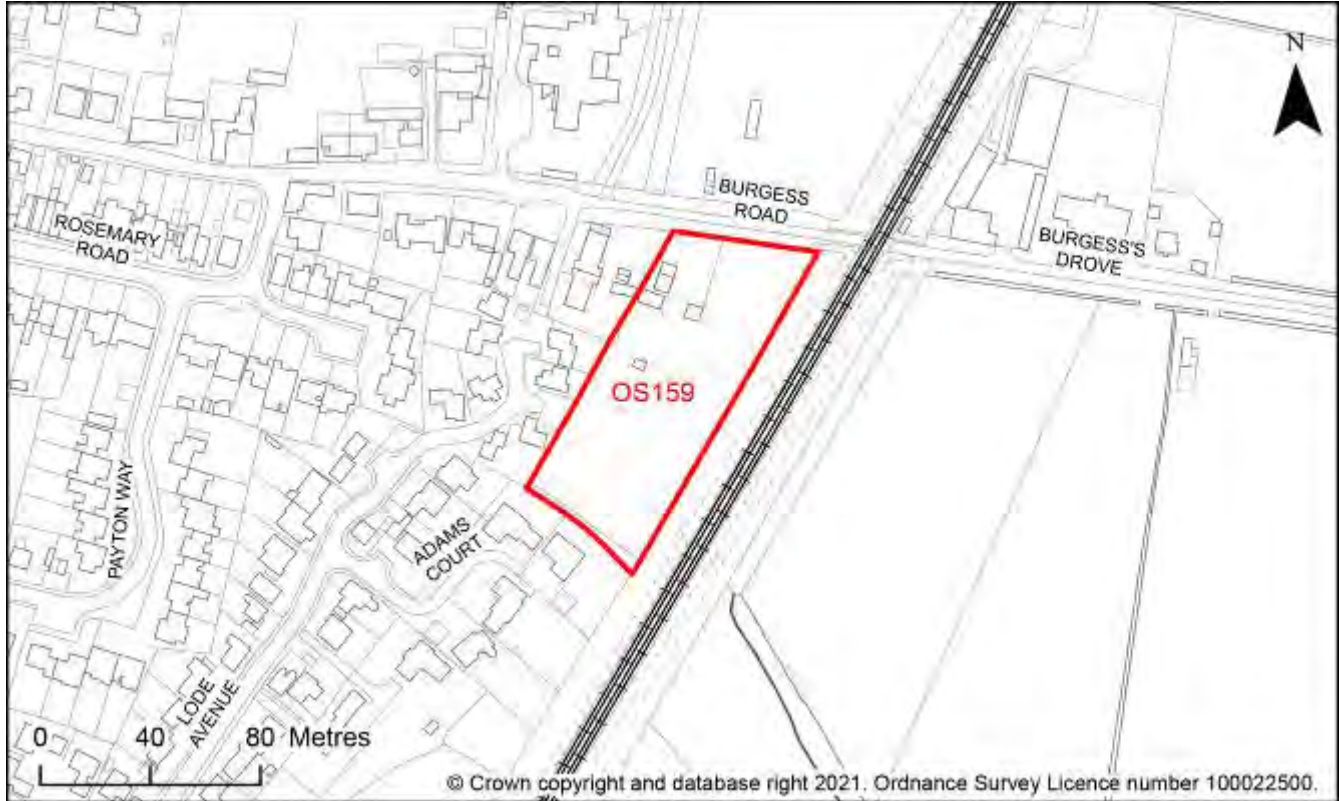 N
BURGESS
ROAD
ROSEMARY
ROAD
BURGESS'S
DROVE
OS159
PAYTON WAY
ADAMS
COURT
LODE
AVENUE
0 40 80 Metres
© Crown copyright and database right 2021. Ordnance Survey Licence number 100022500.